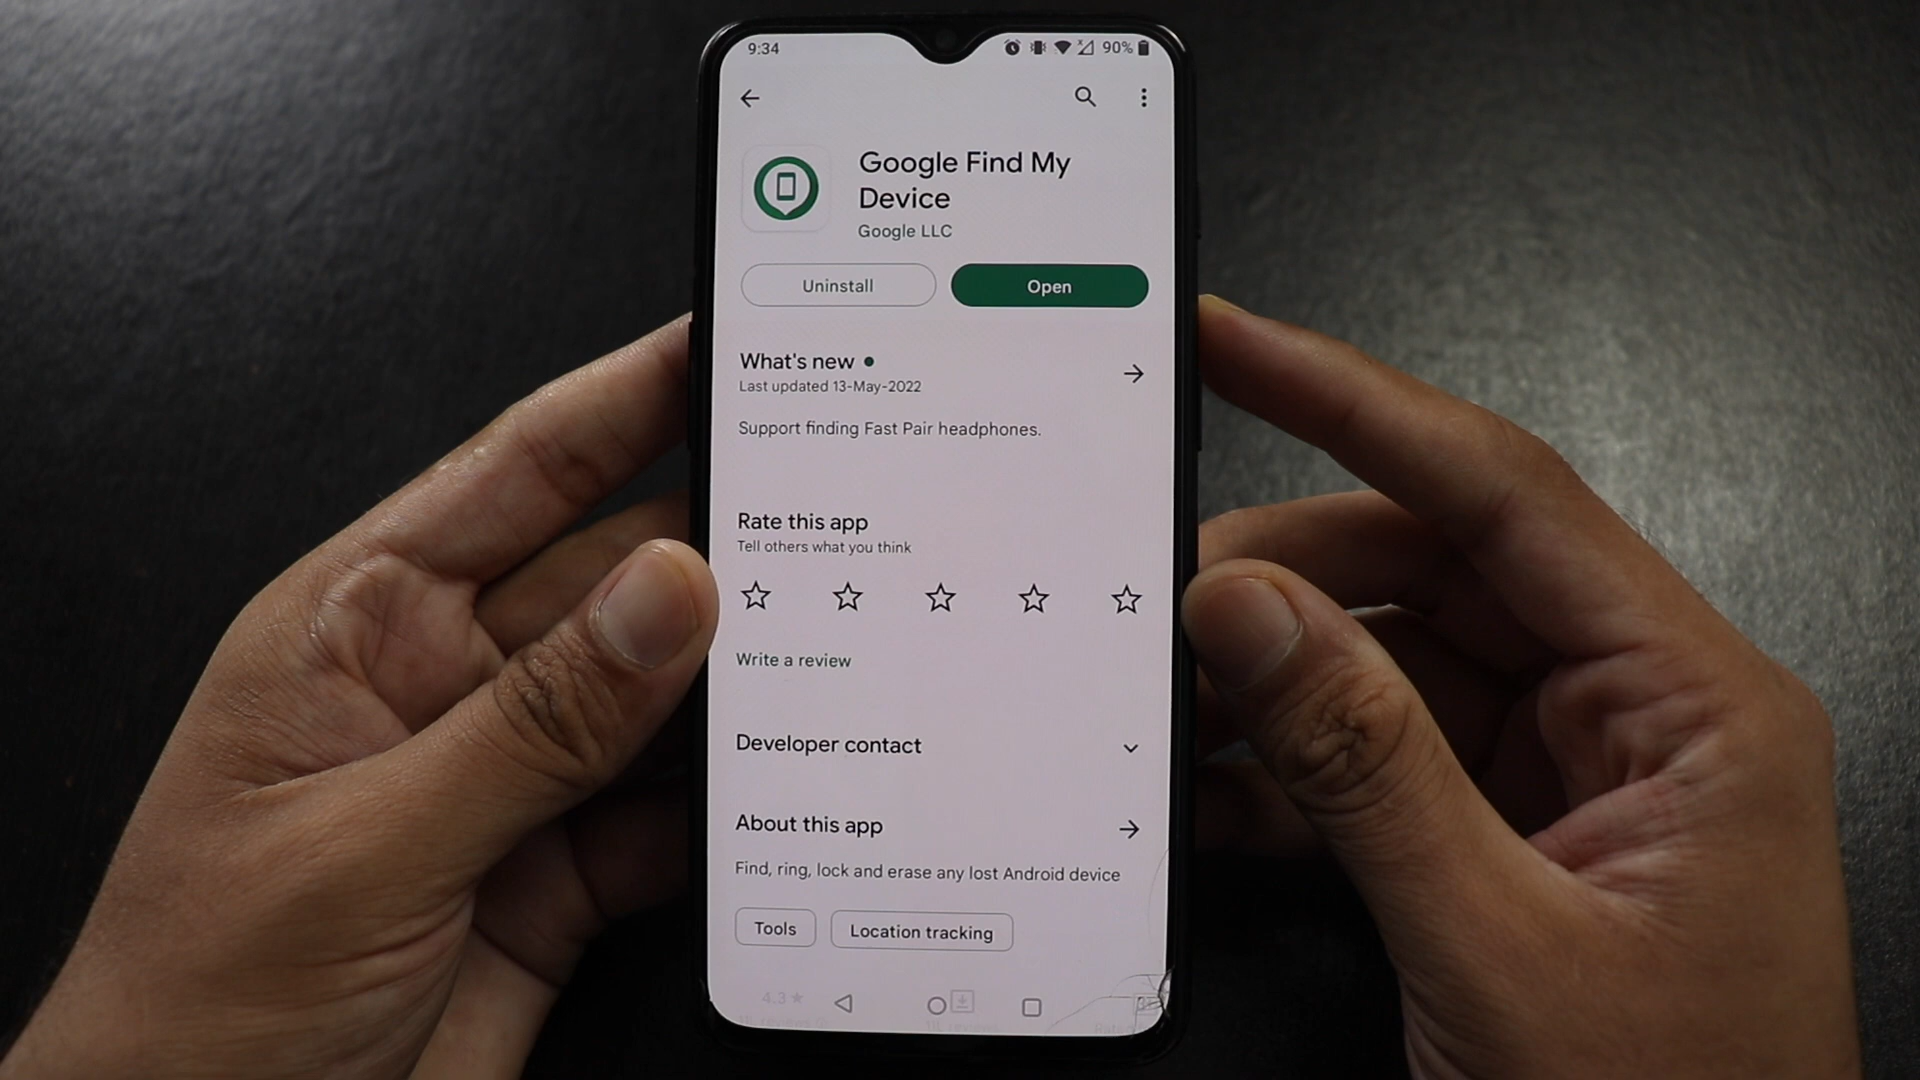 9:34
90%
Google Find My
Device
Google LLC
Uninstall
Open
What's new
Last updated 13-May-2022
Support finding Fast Pair headphones.
Rate this app
Tell others what you think
Write a review
Developer contact
About this app
Find, ring, lock and erase any lost Android device
Tools
Location tracking
4.3
Rated